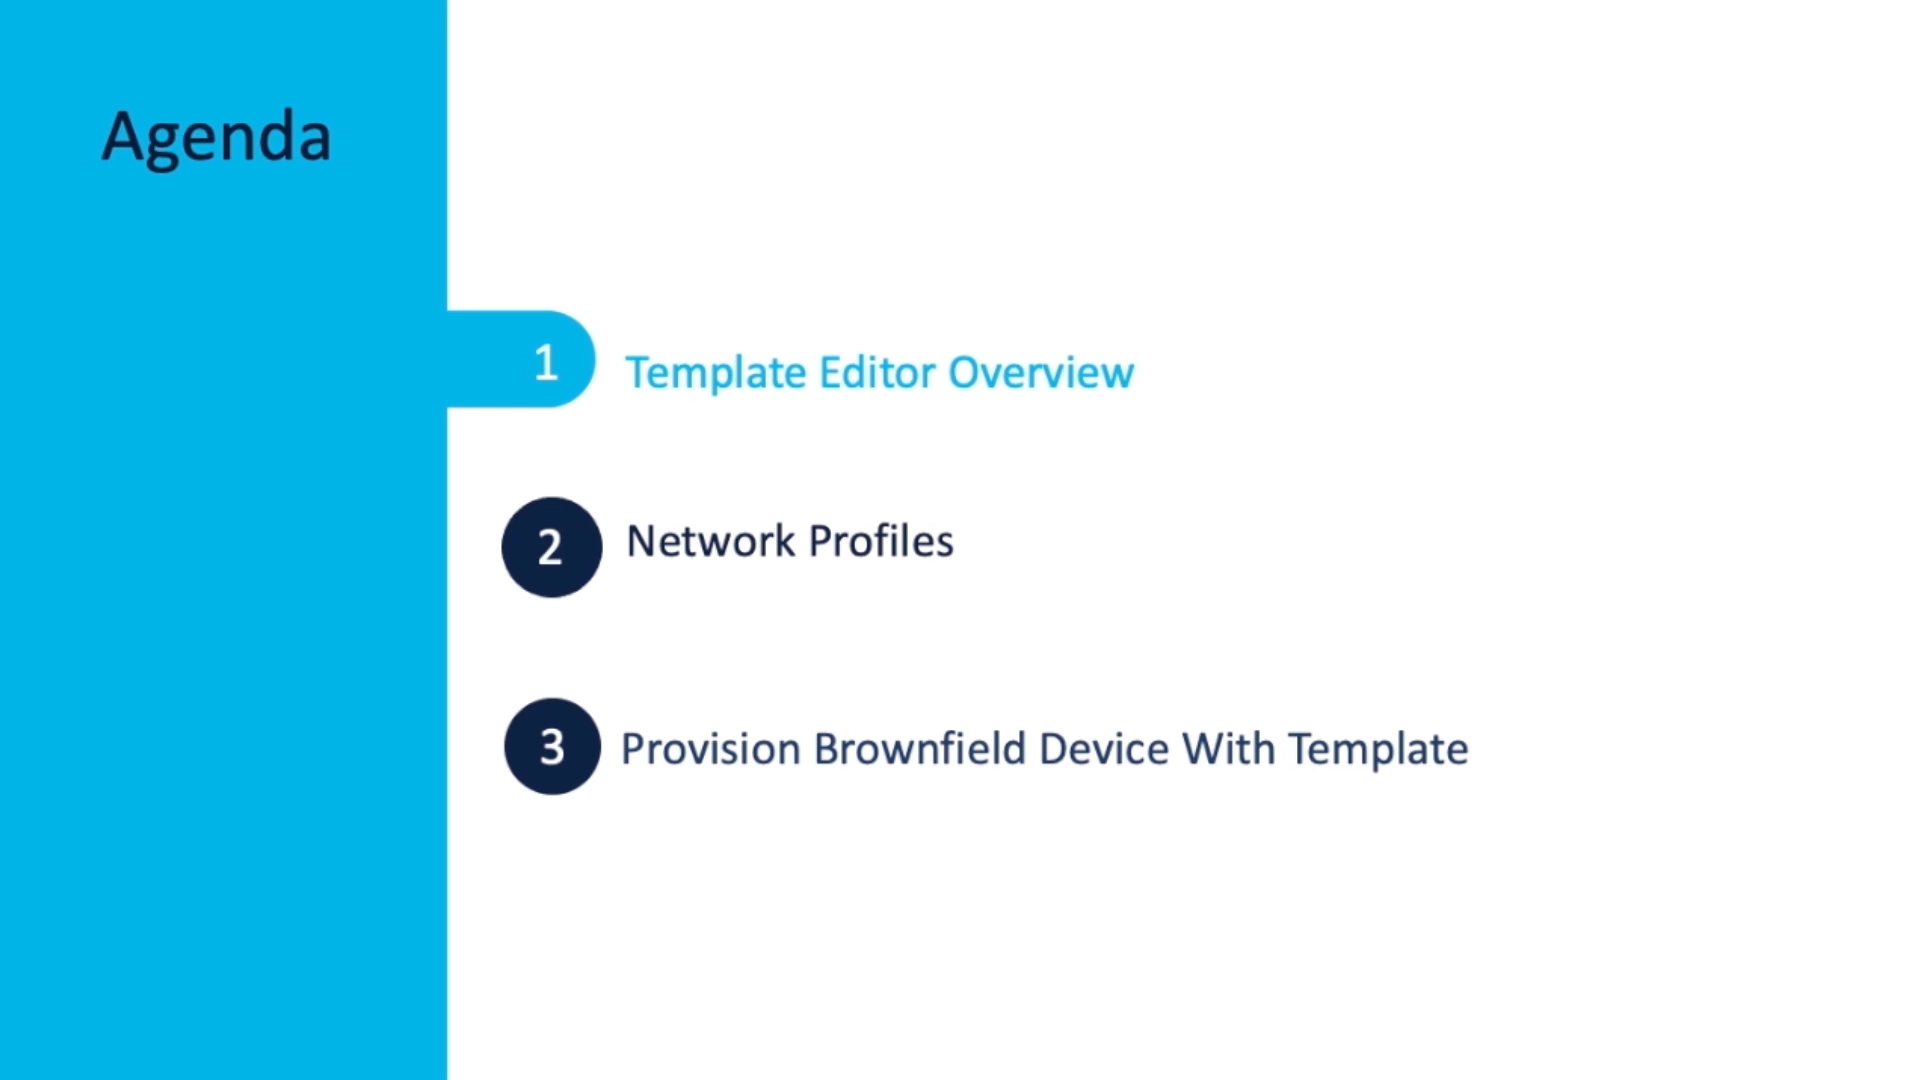 Agenda
1 Template Editor Overview
2 Network Profiles
3 Provision Brownfield Device With Template